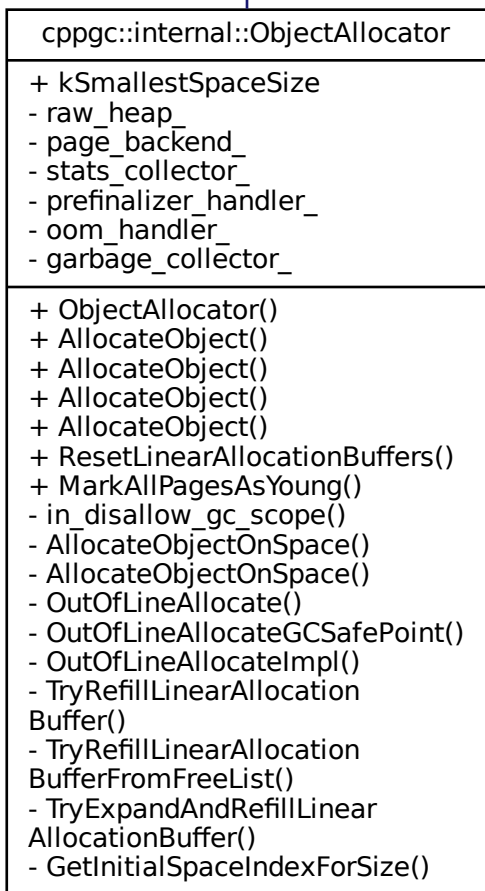 cppgc::internal::ObjectAllocator
+ kSmallestSpaceSize
- raw_heap_
- page_backend_
- stats_collector_
- prefinalizer_handler_
- oom_handler_
- garbage_collector_
+ ObjectAllocator()
+ AllocateObject()
+ AllocateObject()
+ AllocateObject()
+ AllocateObject()
+ ResetLinearAllocationBuffers()
+ MarkAllPagesAsYoung()
- in_disallow_gc_scope()
- AllocateObjectOnSpace()
- AllocateObjectOnSpace()
- OutOfLineAllocate()
- OutOfLineAllocateGCSafePoint()
- OutOfLineAllocateImpl()
- TryRefillLinearAllocation
Buffer()
- TryRefillLinearAllocation
BufferFromFreeList()
- TryExpandAndRefillLinear
AllocationBuffer()
- GetInitialSpaceIndexForSize()